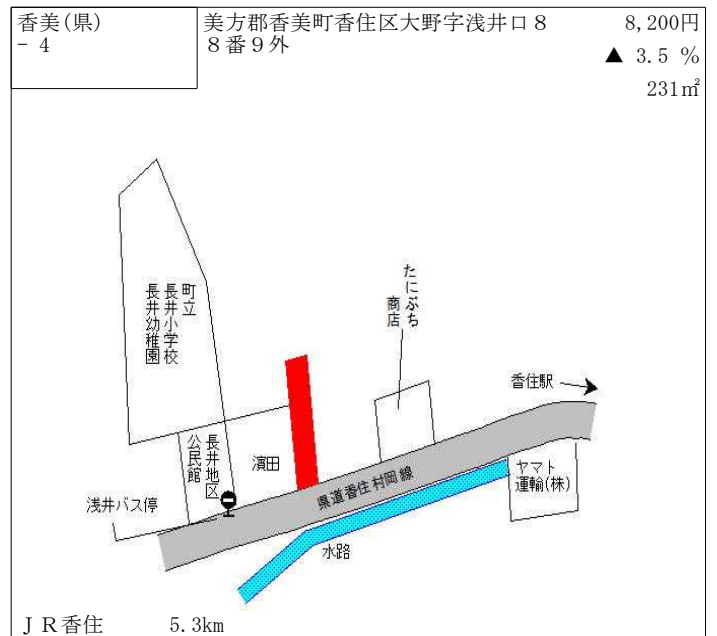 香美(県)
－ 4
美方郡香美町香住区大野字浅井口８
８番９外
8,200円
▲ 3.5 %
231㎡
町立
長井小学校
長井幼稚園
たにぶち
商店
香住駅
長井地区
公民館
濱田
県道香住村岡線
ヤマト
運輸(株)
浅井バス停
水路
ＪＲ香住 5.3km